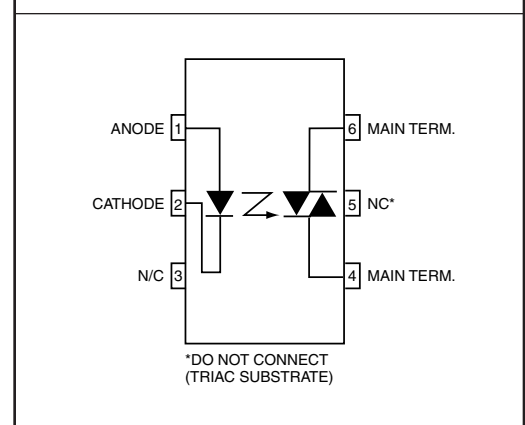 ANODE 1
6 MAIN TERM.
CATHODE 2
5 NC*
N/C 3
4 MAIN TERM.
*DO NOT CONNECT
(TRIAC SUBSTRATE)